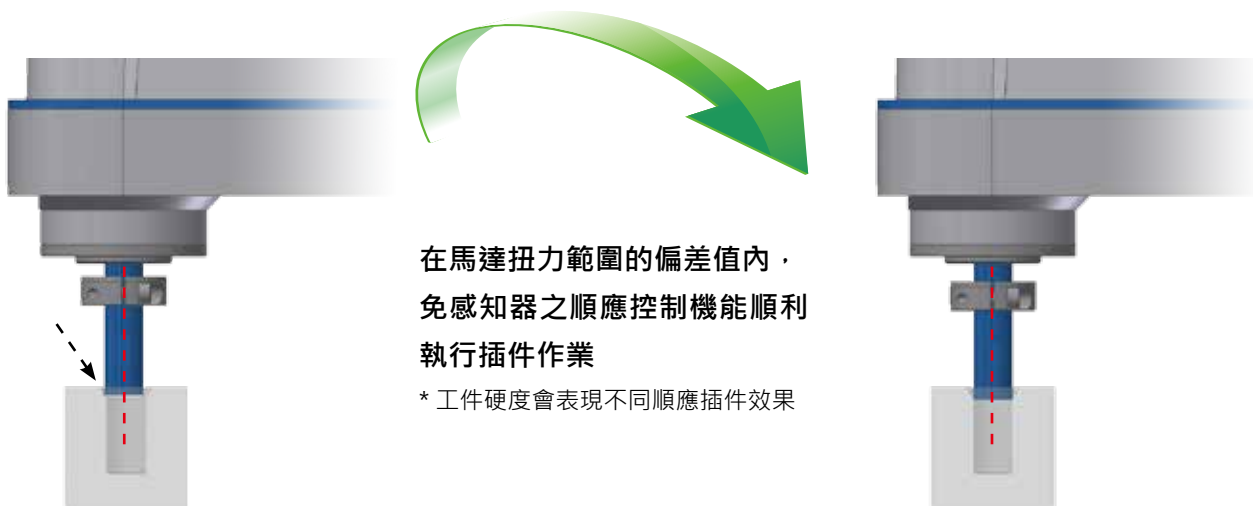 在馬達扭力範圍的偏差值內，
免感知器之順應控制機能順利
執行插件作業
* 工件硬度會表現不同順應插件效果